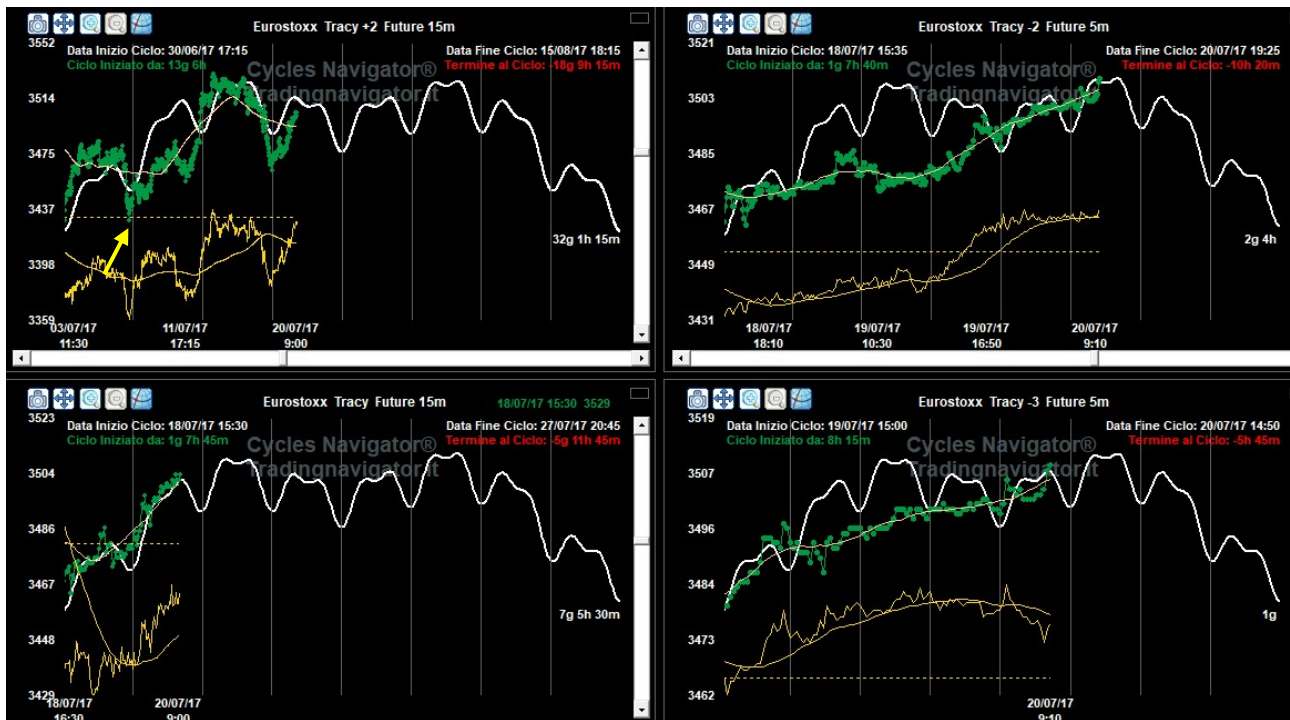 Eurostoxx Tracy +2 Future 15m
3552
Data Inizio Ciclo: 30/06/17 17:15
Data Fine Ciclo: 15/08/17 18:15
Ciclo Iniziato da: 13g 6h
Termine al Ciclo: -18g 9h 15m
Cycles Navigator®
Tradingnavigator.it
3514
3475
3437
32g 1h 15m
3398
3359
03/07/17 11/07/17 20/07/17
11:30 17:15 9:00
Eurostoxx Tracy -2 Future 5m
3521
Data Inizio Ciclo: 18/07/17 15:35
Data Fine Ciclo: 20/07/17 19:25
Ciclo Iniziato da: 1g 7h 40m
Termine al Ciclo: -10h 20m
Cycles Navigator®
Tradingnavigator.it
3503
3485
3467
2g 4h
3449
3431
18/07/17 19/07/17 19/07/17 20/07/17
18:10 10:30 16:50 9:10
Eurostoxx Tracy Future 15m
18/07/17 15:30 3529
3523
Data Inizio Ciclo: 18/07/17 15:30
Data Fine Ciclo: 27/07/17 20:45
Ciclo Iniziato da: 1g 7h 45m
Termine al Ciclo: -5g 11h 45m
Cycles Navigator®
Tradingnavigator.it
3504
3486
3467
7g 5h 30m
3448
3429
18/07/17 20/07/17
16:30 9:00
Eurostoxx Tracy -3 Future 5m
3519
Data Inizio Ciclo: 19/07/17 15:00
Data Fine Ciclo: 20/07/17 14:50
Ciclo Iniziato da: 8h 15m
Termine al Ciclo: -5h 45m
Cycles Navigator®
Tradingnavigator.it
3507
3496
3484
1g
3473
3462
20/07/17
9:10